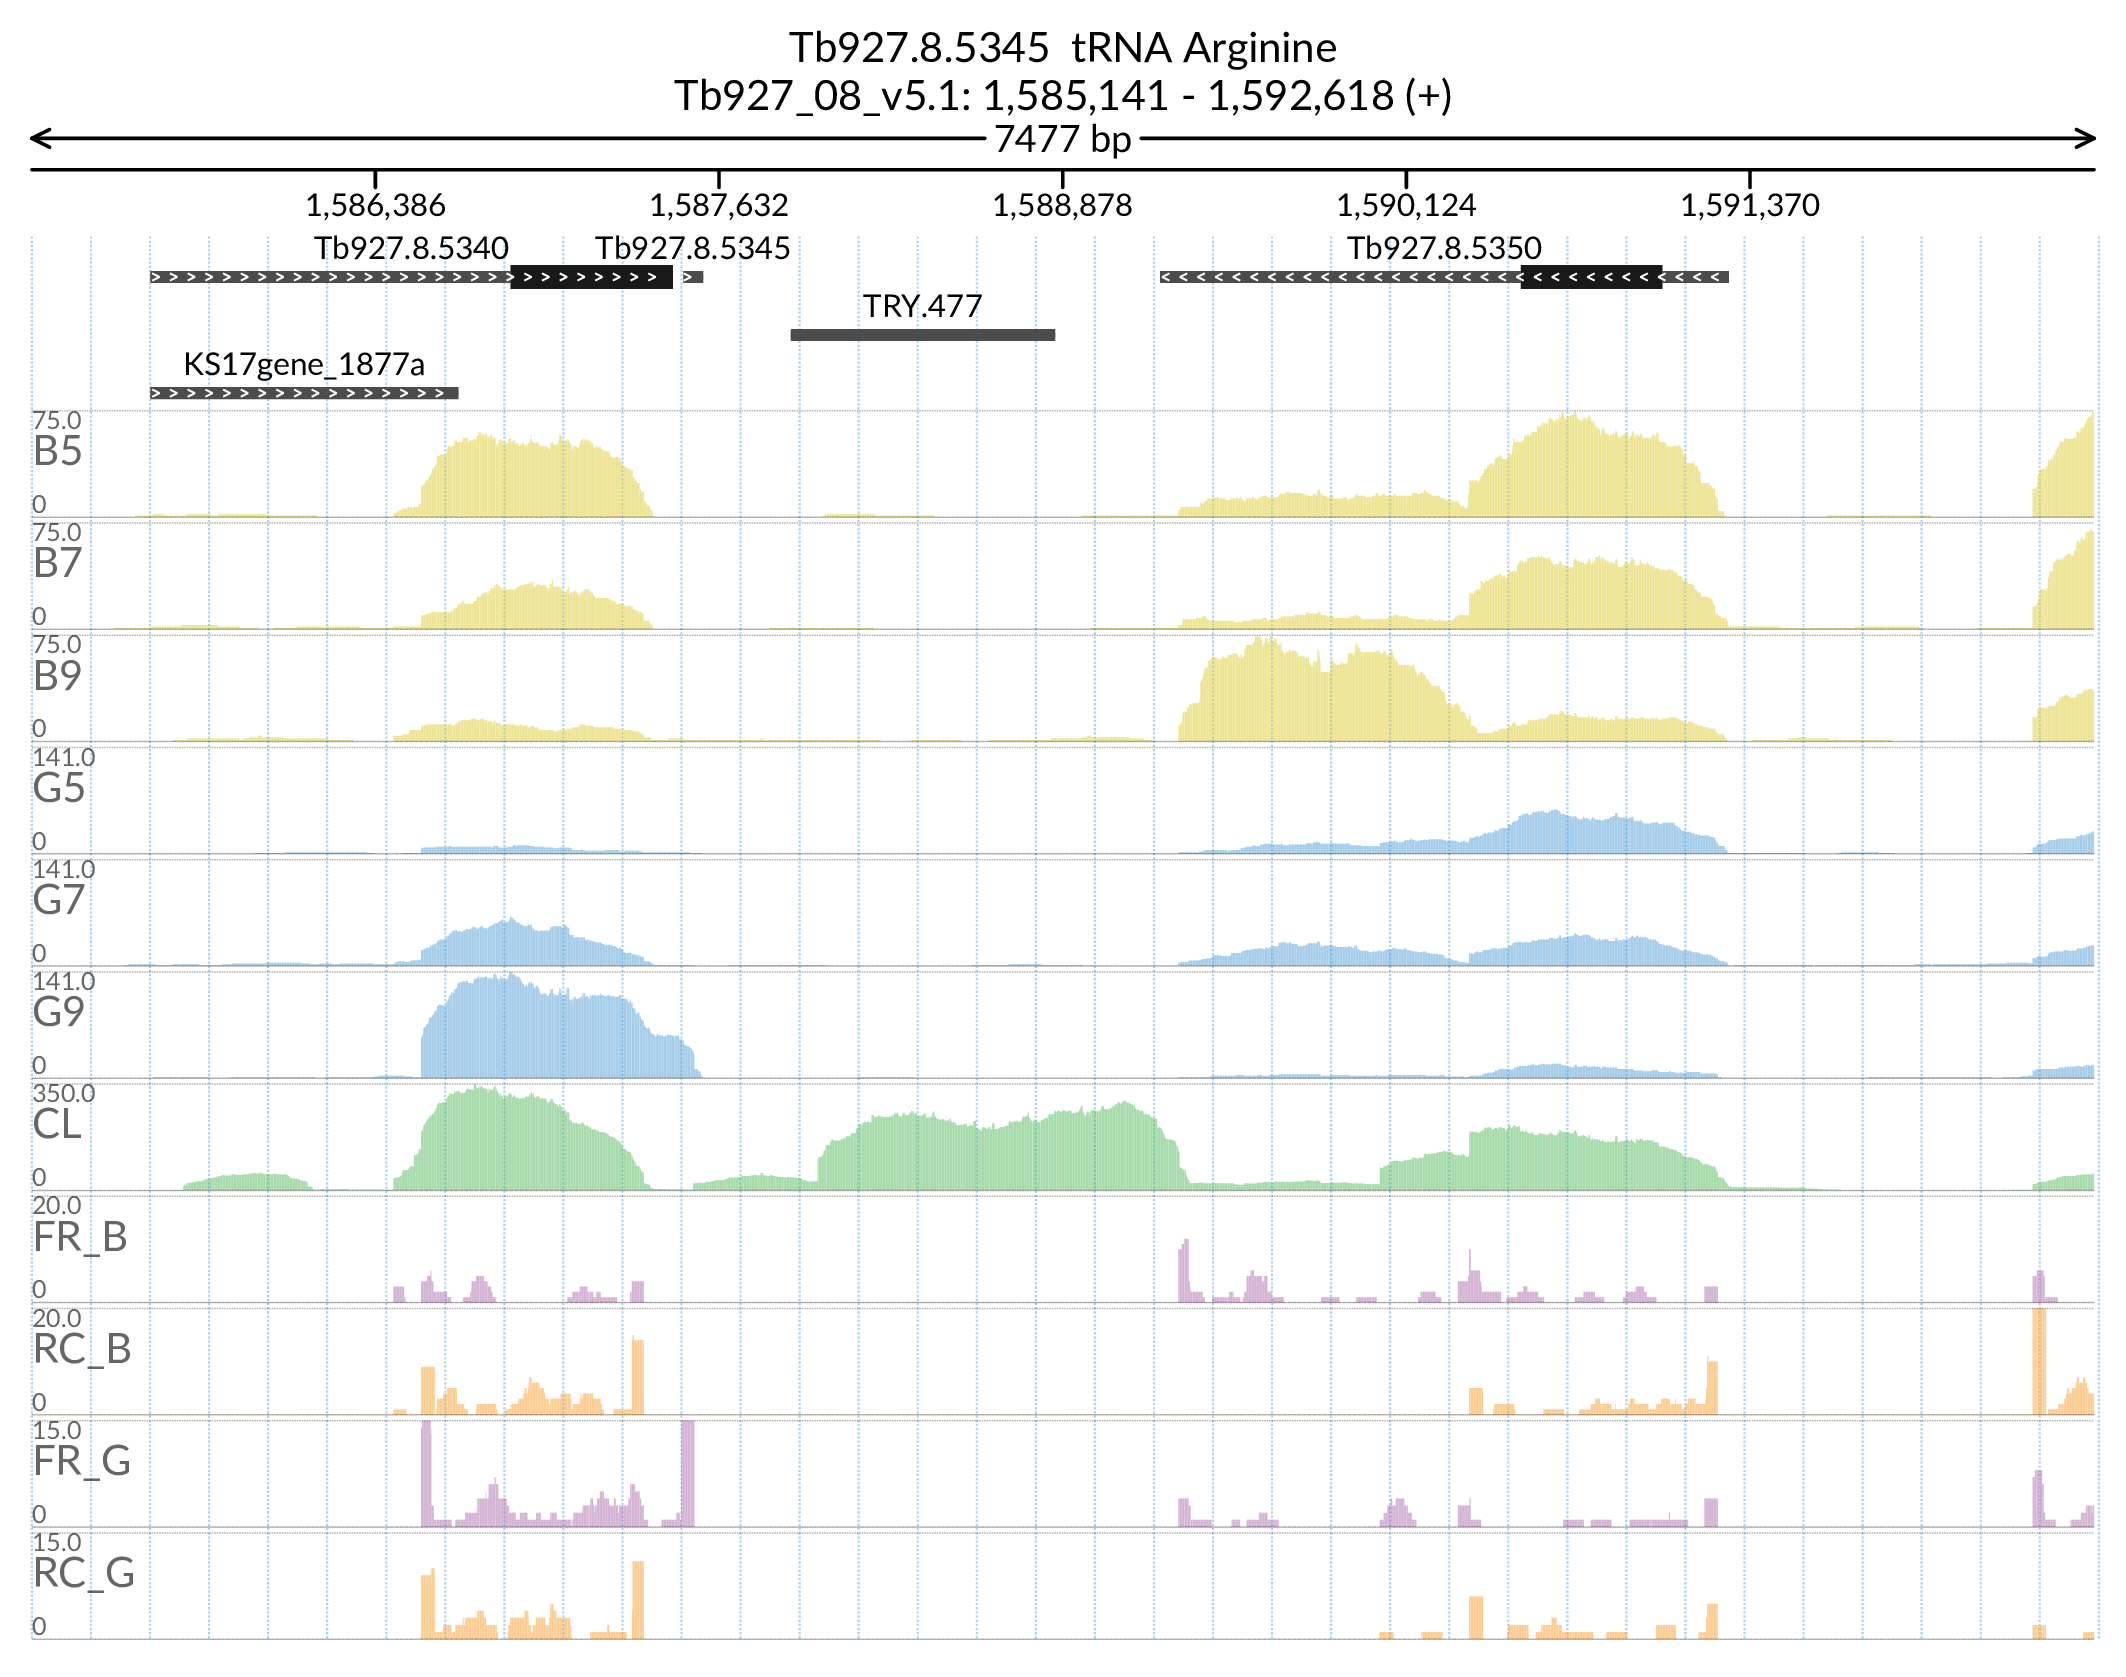 Tb927.8.5345 tRNA Arginine
Tb927_08_v5.1: 1,585,141 - 1,592,618 (+)
7477 bp
1,586,386 1,587,632 1,588,878 1,590,124 1,591,370
Tb927.8.5340 Tb927.8.5345 Tb927.8.5350
TRY.477
KS17gene_1877a
75.0
B5
0
75.0
B7
0
75.0
B9
0
141.0
G5
0
141.0
G7
0
141.0
G9
0
350.0
CL
0
20.0
FR_B
0
20.0
RC_B
0
15.0
FR_G
0
15.0
RC_G
0